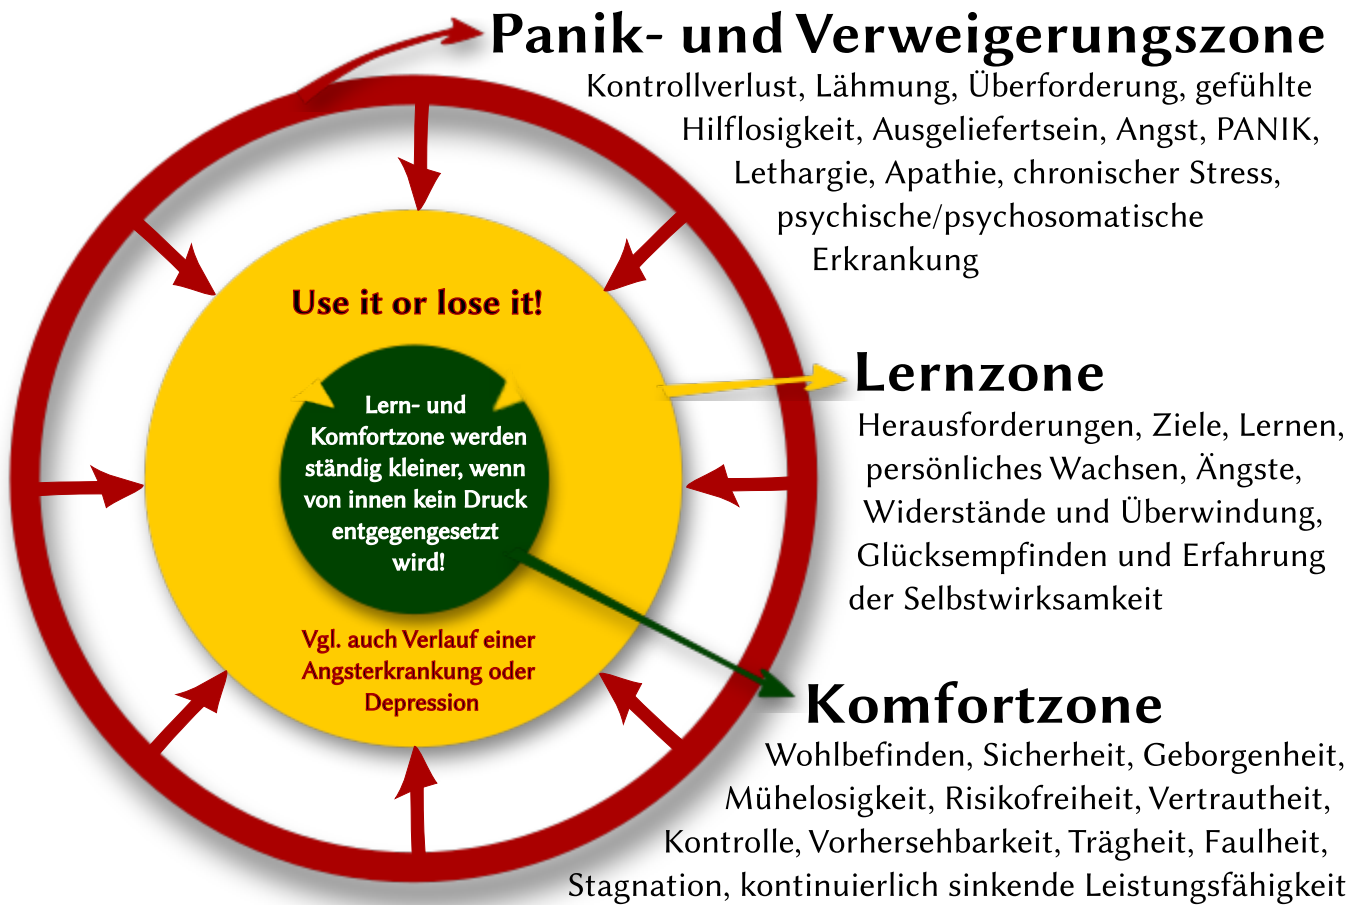 Panik- und Verweigerungszone
Kontrollverlust, Lähmung, Überforderung, gefühlte
Hilflosigkeit, Ausgeliefertsein, Angst, PANIK,
Lethargie, Apathie, chronischer Stress,
psychische/psychosomatische
Erkrankung
Use it or lose it!
Lern- und
Komfortzone werden
ständig kleiner, wenn
von innen kein Druck
entgegengesetzt
wird!
Vgl. auch Verlauf einer
Angsterkrankung oder
Depression
Lernzone
Herausforderungen, Ziele, Lernen,
persönliches Wachsen, Ängste,
Widerstände und Überwindung,
Glücksempfinden und Erfahrung
der Selbstwirksamkeit
Komfortzone
Wohlbefinden, Sicherheit, Geborgenheit,
Mühelosigkeit, Risikofreiheit, Vertrautheit,
Kontrolle, Vorhersehbarkeit, Trägheit, Faulheit,
Stagnation, kontinuierlich sinkende Leistungsfähigkeit